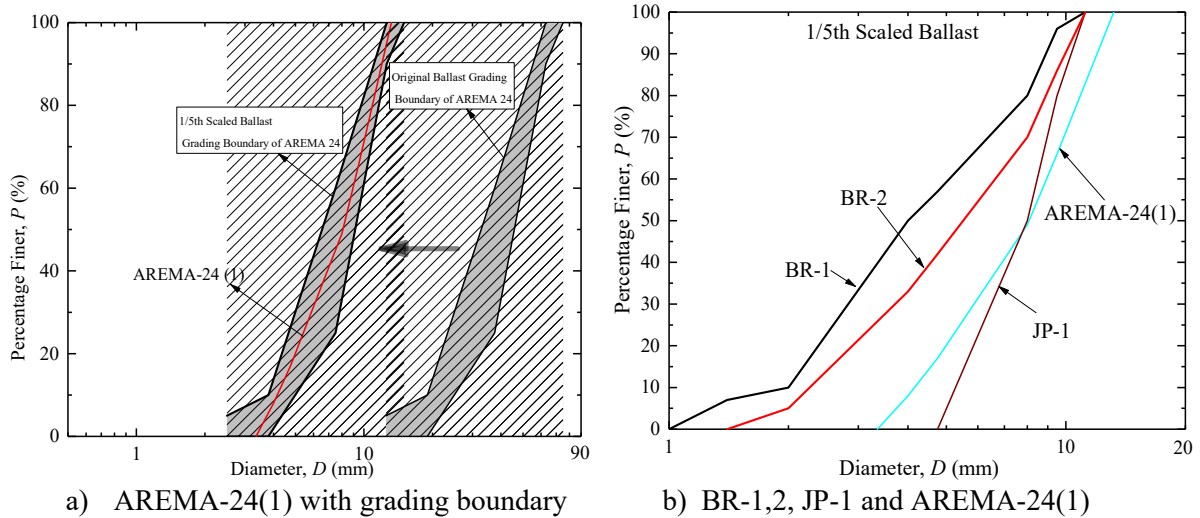 100
80
60
40
20
0
Percentage Finer, P (%)
1/5th Scaled Ballast
Grading Boundary of AREMA 24
Original Ballast Grading
Boundary of AREMA 24
AREMA-24 (1)
1
10
90
Diameter, D (mm)
a) AREMA-24(1) with grading boundary
100
90
80
70
60
50
40
30
20
10
0
Percentage Finer, P (%)
1/5th Scaled Ballast
BR-2
BR-1
AREMA-24(1)
JP-1
1
10
20
Diameter, D (mm)
b) BR-1,2, JP-1 and AREMA-24(1)